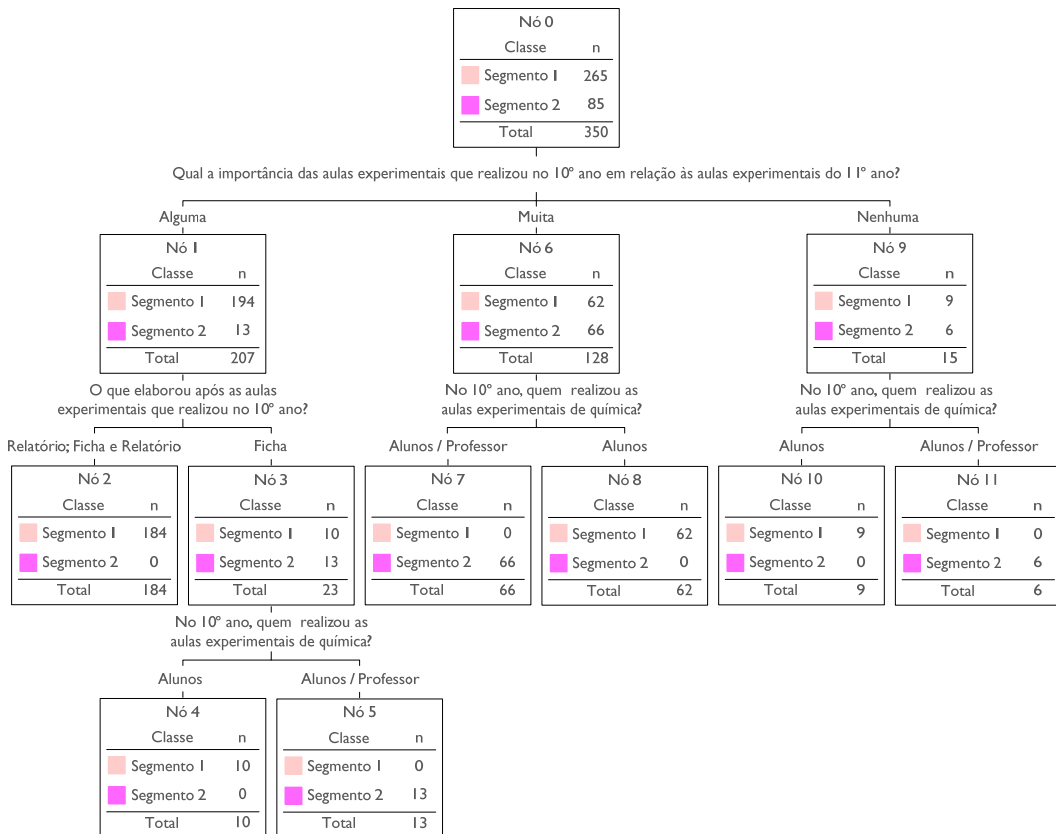 Nó 0
Classe n
Segmento 1 265
Segmento 2 85
Total 350
Qual a importância das aulas experimentais que realizou no 10º ano em relação às aulas experimentais do 11º ano?
Alguma
Muita
Nenhuma
Nó 1
Classe n
Segmento 1 194
Segmento 2 13
Total 207
Nó 6
Classe n
Segmento 1 62
Segmento 2 66
Total 128
Nó 9
Classe n
Segmento 1 9
Segmento 2 6
Total 15
O que elaborou após as aulas
experimentais que realizou no 10º ano?
No 10º ano, quem realizou as
aulas experimentais de química?
No 10º ano, quem realizou as
aulas experimentais de química?
Relatório; Ficha e Relatório
Ficha
Alunos / Professor
Alunos
Alunos
Alunos / Professor
Nó 2
Classe n
Segmento 1 184
Segmento 2 0
Total 184
Nó 3
Classe n
Segmento 1 10
Segmento 2 13
Total 23
Nó 7
Classe n
Segmento 1 0
Segmento 2 66
Total 66
Nó 8
Classe n
Segmento 1 62
Segmento 2 0
Total 62
Nó 10
Classe n
Segmento 1 9
Segmento 2 0
Total 9
Nó 11
Classe n
Segmento 1 0
Segmento 2 6
Total 6
No 10º ano, quem realizou as
aulas experimentais de química?
Alunos
Alunos / Professor
Nó 4
Classe n
Segmento 1 10
Segmento 2 0
Total 10
Nó 5
Classe n
Segmento 1 0
Segmento 2 13
Total 13